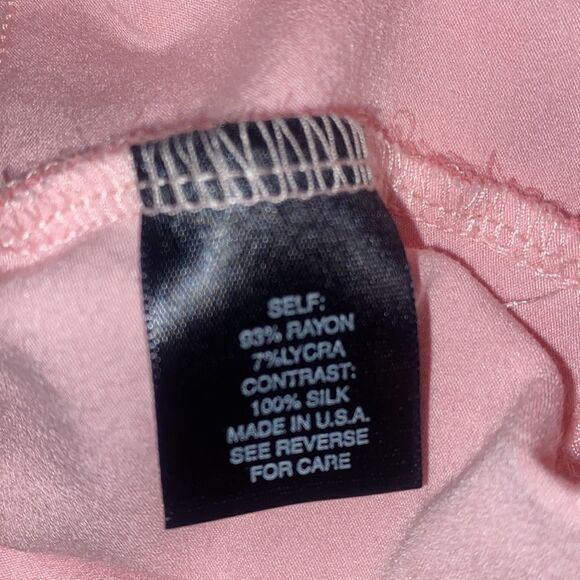 SELF:
93% RAYON
7%LYCRA
CONTRAST:
100% SILK
MADE IN U.S.A.
SEE REVERSE
FOR CARE